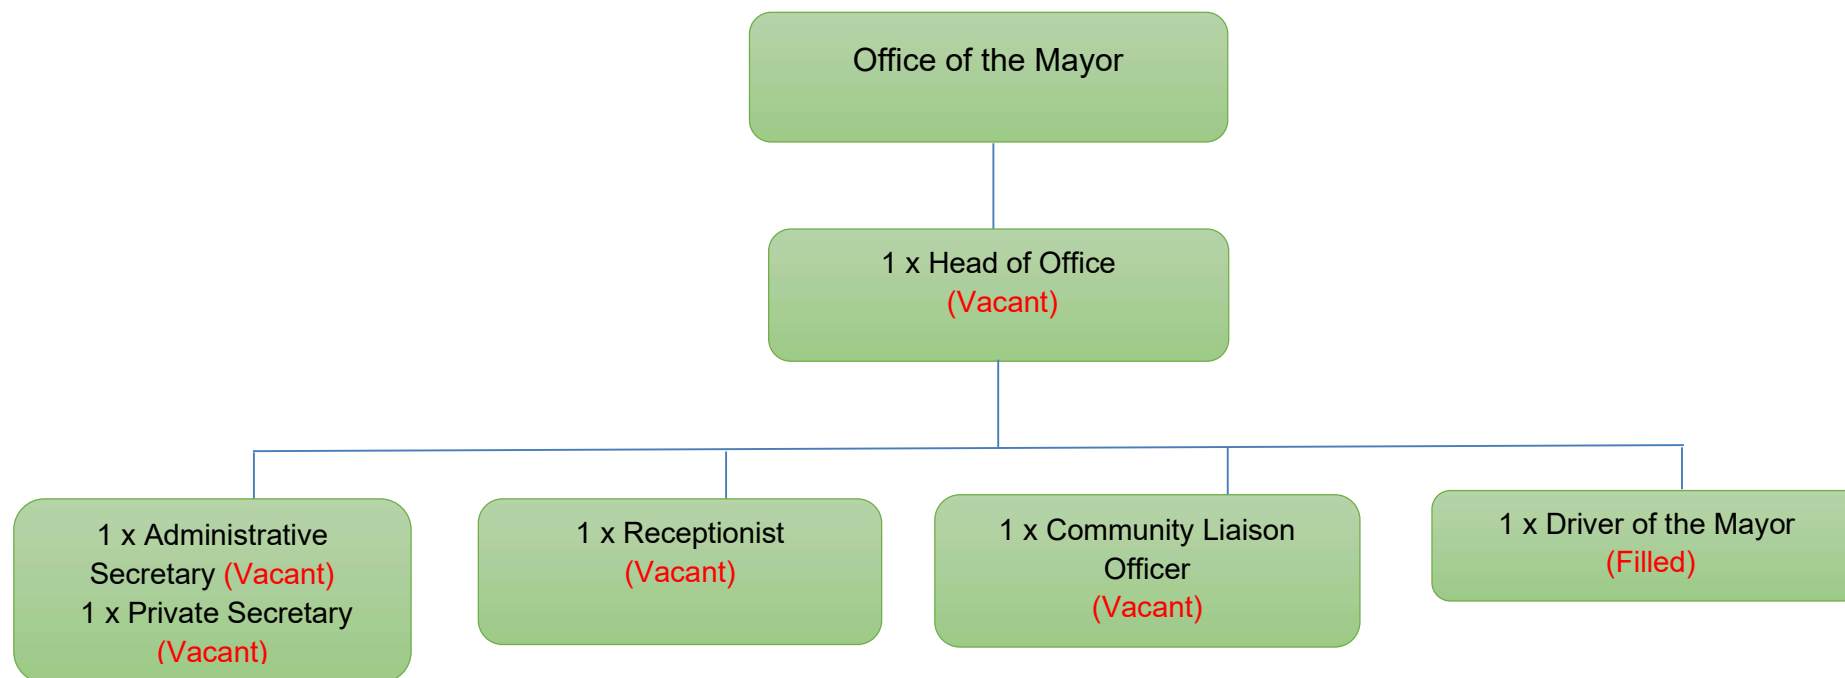 Office of the Mayor
1 x Head of Office
(Vacant)
1 x Administrative
Secretary (Vacant)
1 x Private Secretary
(Vacant)
1 x Receptionist
(Vacant)
1 x Community Liaison
Officer
(Vacant)
1 x Driver of the Mayor
(Filled)